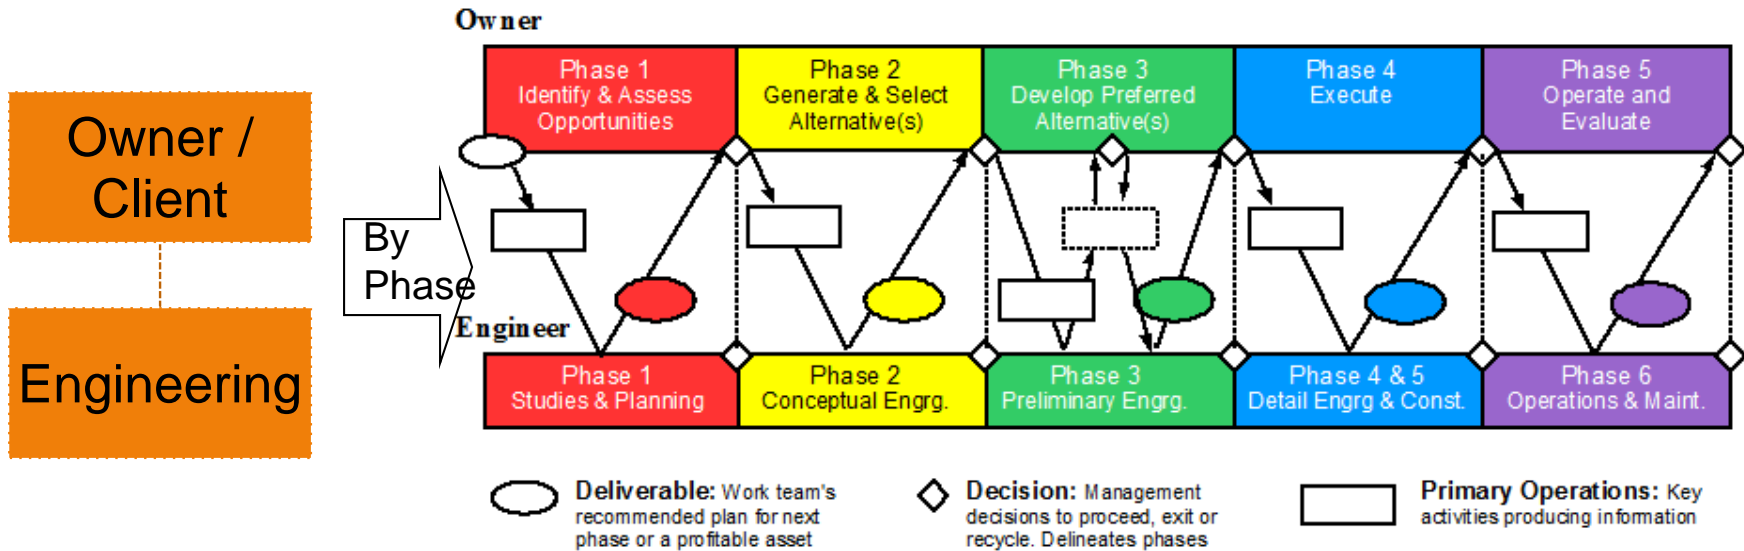 Owner
Owner /
Client
Engineering
By
Phase
Phase 1
Identify & Assess
Opportunities
Phase 2
Generate & Select
Alternative(s)
Phase 3
Develop Preferred
Alternative(s)
Phase 4
Execute
Phase 5
Operate and
Evaluate
Engineer
Phase 1
Studies & Planning
Phase 2
Conceptual Engrg.
Phase 3
Preliminary Engrg.
Phase 4 & 5
Detail Engrg & Const.
Phase 6
Operations & Maint.
Deliverable: Work team's
recommended plan for next
phase or a profitable asset
Decision: Management
decisions to proceed, exit or
recycle. Delineates phases
Primary Operations: Key
activities producing information